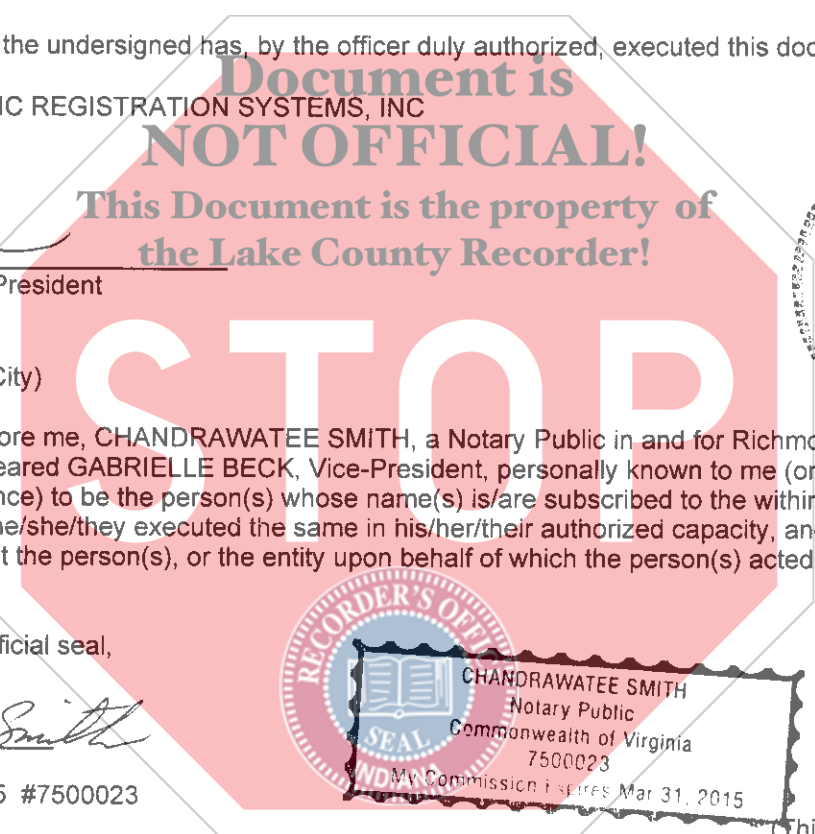 the undersigned has, by the officer duly authorized, executed this doc
Document is
IC REGISTRATION SYSTEMS, INC
NOT OFFICIAL!
This Document is the property of
the Lake County Recorder!
President
STOP
City)
ore me, CHANDRAWATEE SMITH, a Notary Public in and for Richmo
eared GABRIELLE BECK, Vice-President, personally known to me (or
nce) to be the person(s) whose name(s) is/are subscribed to the within
he/she/they executed the same in his/her/their authorized capacity, an
t the person(s), or the entity upon behalf of which the person(s) acted
RECORDER'S OFFICE
SEAL
INDIANA
ficial seal,
CHANDRAWATEE SMITH
Notary Public
Commonwealth of Virginia
7500023
My Commission Expires Mar 31, 2015
Smith
5 #7500023
(Thi